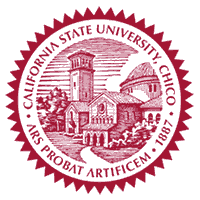 • CALIFORNIA STATE UNIVERSITY, CHICO •
ARS PROBAT ARTIFICEM • 1887